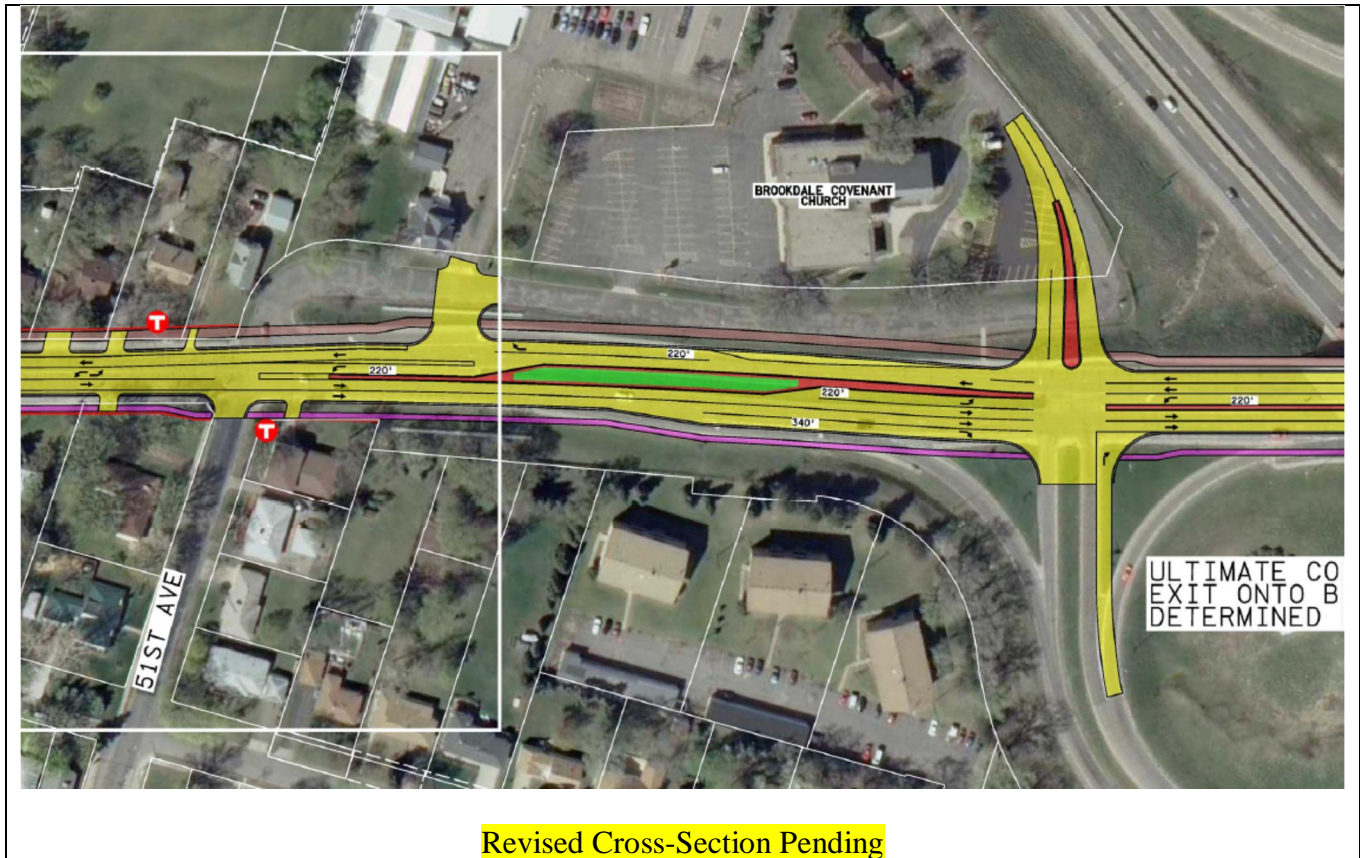 BROOKDALE COVENANT
CHURCH
T
220'
220'
220'
220'
340'
T
51ST AVE
ULTIMATE CO
EXIT ONTO B
DETERMINED
Revised Cross-Section Pending